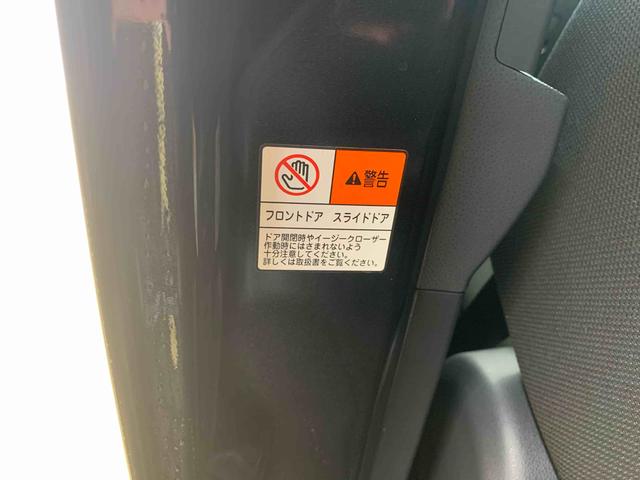 警告
フロントドア スライドドア
ドア開閉時やイージークローザー
作動時にはさまれないよう
十分注意してください。
詳しくは取扱書をご覧ください。